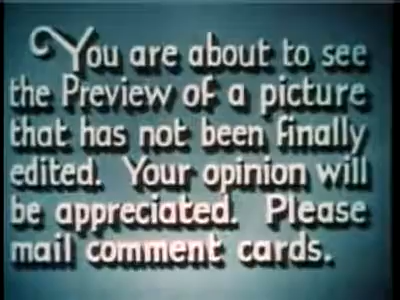 You are about to see
the Preview of a picture
that has not been finally
edited. Your opinion will
be appreciated. Please
mail comment cards.